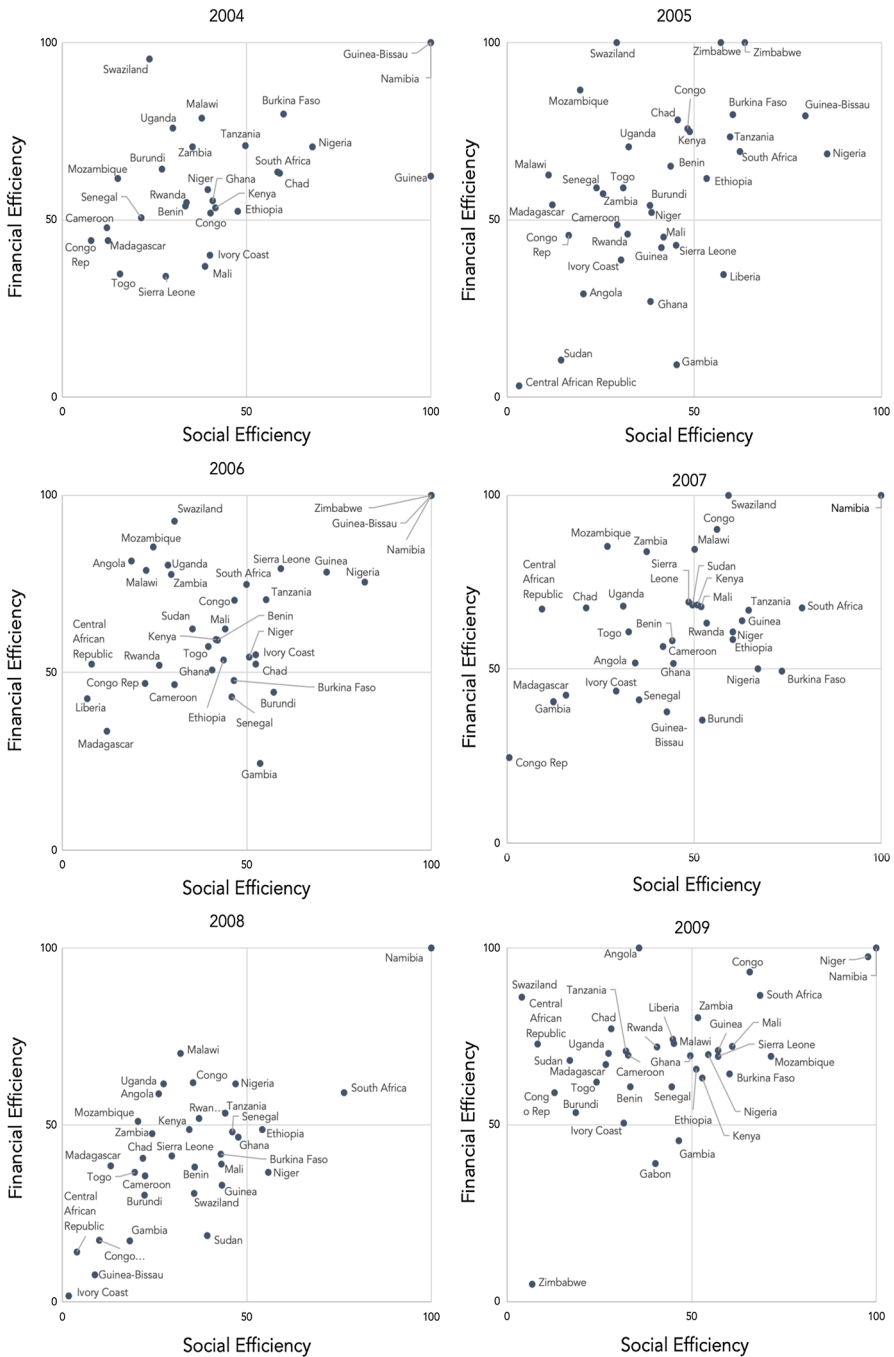 2004
100
Guinea-Bissau
Swaziland
Namibia
Malawi
Burkina Faso
Uganda
Tanzania
Nigeria
Zambia
Burundi
South Africa
Mozambique
Niger
Ghana
Chad
Guinea
Senegal
Rwanda
Kenya
Benin
Ethiopia
50
Cameroon
Congo
Congo
Rep
Madagascar
Ivory Coast
Togo
Mali
Sierra Leone
0
0
50
100
Financial Efficiency
Social Efficiency
2005
100
Swaziland
Zimbabwe
Zimbabwe
Mozambique
Congo
Chad
Burkina Faso
Guinea-Bissau
Kenya
Tanzania
Uganda
Benin
South Africa
Nigeria
Malawi
Senegal
Togo
Ethiopia
Zambia
Burundi
Madagascar
Niger
50
Cameroon
Congo
Rep
Rwanda
Mali
Guinea
Sierra Leone
Ivory Coast
Liberia
Angola
Ghana
Sudan
Gambia
Central African Republic
0
0
50
100
Financial Efficiency
Social Efficiency
2006
100
Swaziland
Zimbabwe
Guinea-Bissau
Mozambique
Namibia
Angola
Uganda
Sierra Leone
Guinea
Malawi
Zambia
South Africa
Nigeria
Tanzania
Congo
Central
African
Republic
Sudan
Mali
Benin
Kenya
Niger
Togo
Ivory Coast
Rwanda
Ghana
Chad
50
Congo Rep
Cameroon
Burkina Faso
Liberia
Burundi
Ethiopia
Senegal
Madagascar
Gambia
0
0
50
100
Financial Efficiency
Social Efficiency
2007
100
Swaziland
Namibia
Congo
Mozambique
Zambia
Malawi
Central
African
Republic
Sierra
Leone
Sudan
Kenya
Chad
Uganda
Mali
Tanzania
South Africa
Benin
Guinea
Togo
Rwanda
Niger
Cameroon
Ethiopia
Angola
Ghana
50
Nigeria
Burkina Faso
Madagascar
Ivory Coast
Gambia
Senegal
Guinea-
Bissau
Burundi
Congo Rep
0
0
50
100
Financial Efficiency
Social Efficiency
2008
100
Namibia
Malawi
Uganda
Congo
Nigeria
Angola
South Africa
Mozambique
Rwan…
Tanzania
Kenya
Senegal
50
Zambia
Ethiopia
Chad
Sierra Leone
Ghana
Madagascar
Burkina Faso
Togo
Benin
Mali
Niger
Cameroon
Burundi
Guinea
Swaziland
Central
African
Republic
Gambia
Sudan
Congo…
Guinea-Bissau
Ivory Coast
0
0
50
100
Financial Efficiency
Social Efficiency
2009
100
Angola
Niger
Congo
Namibia
Swaziland
Tanzania
South Africa
Central
African
Republic
Liberia
Zambia
Chad
Rwanda
Guinea
Mali
Uganda
Malawi
Sierra Leone
Sudan
Ghana
Mozambique
Madagascar
Cameroon
Burkina Faso
Togo
Cong
o Rep
Benin
Senegal
Burundi
Nigeria
Ethiopia
50
Ivory Coast
Kenya
Gambia
Gabon
Zimbabwe
0
0
50
100
Financial Efficiency
Social Efficiency